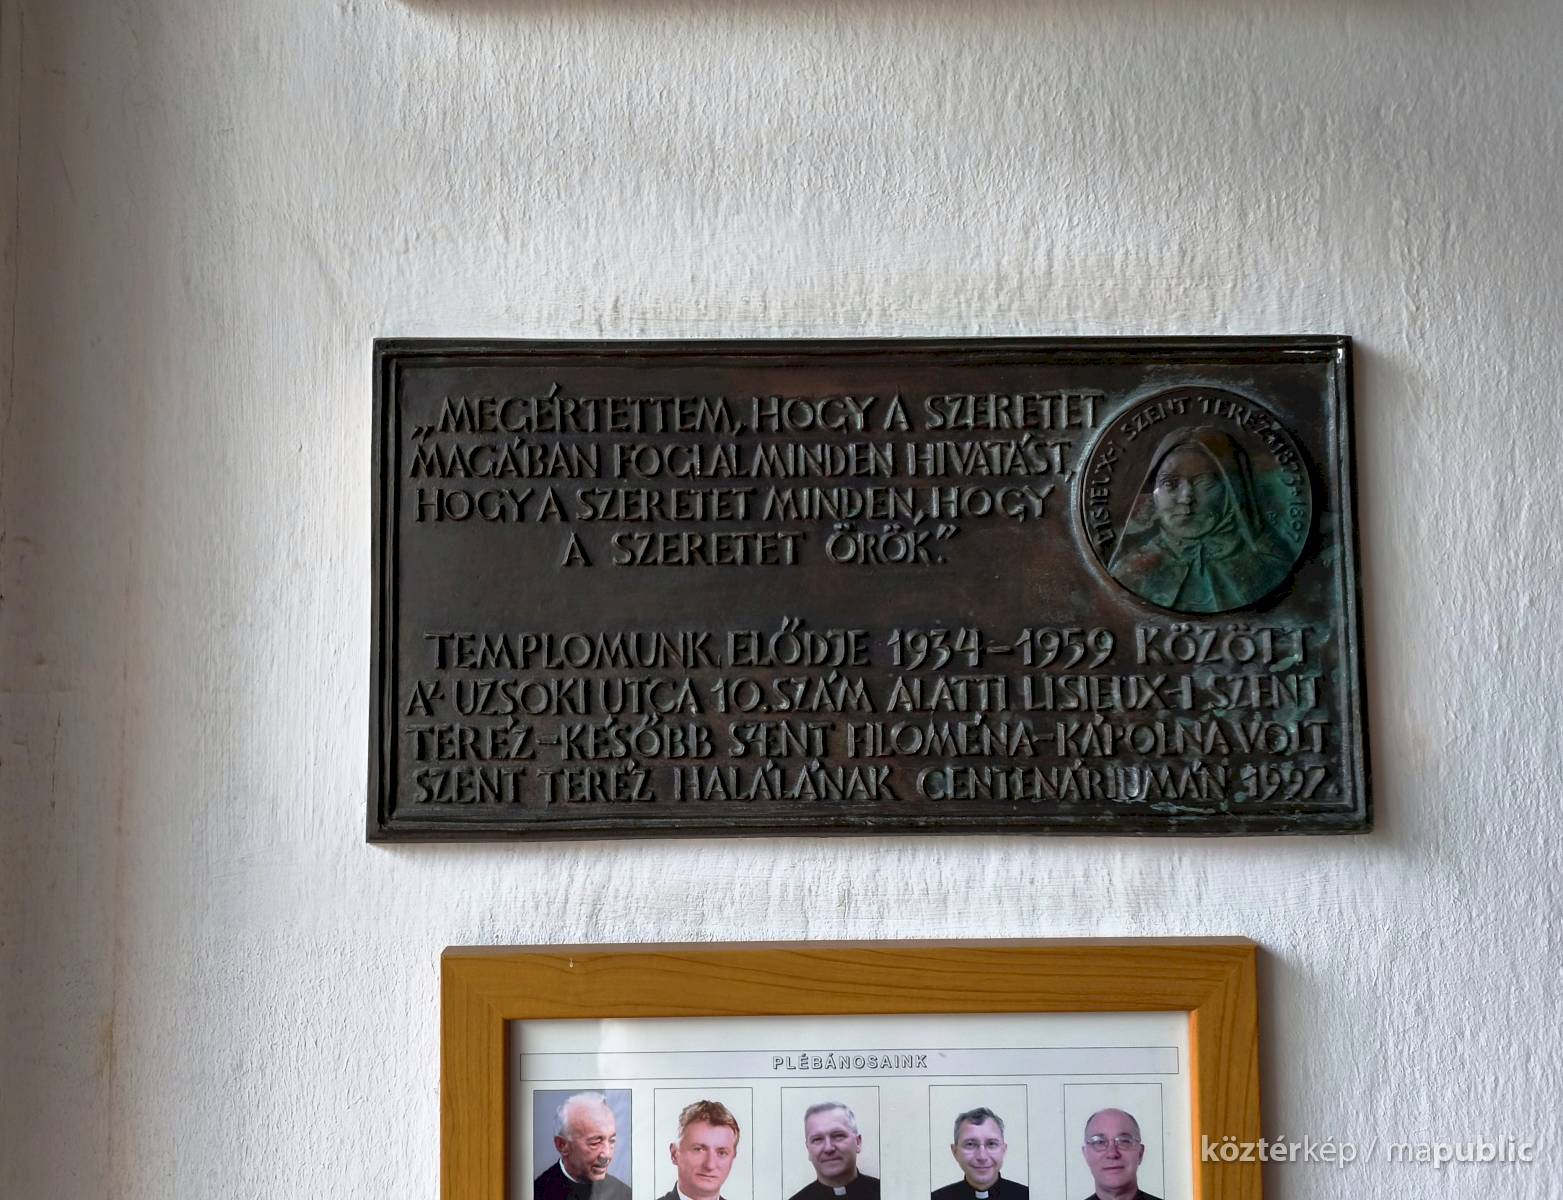 „MEGÉRTETTEM, HOGY A SZERETET
MAGÁBAN FOGLAL MINDEN HIVATÁST,
HOGY A SZERETET MINDEN, HOGY
A SZERETET ÖRÖK."
LISIEUX-I SZENT TERÉZ 1873-1897
TEMPLOMUNK ELŐDJE 1934-1959 KÖZÖTT
AZ UZSOKI UTCA 10. SZÁM ALATTI LISIEUX-I SZENT
TERÉZ-KÉSŐBB SZENT FILOMÉNA-KÁPOLNA VOLT
SZENT TERÉZ HALÁLÁNAK CENTENÁRIUMÁN 1997.
PLÉBÁNOSAINK
köztérkép / mapublic